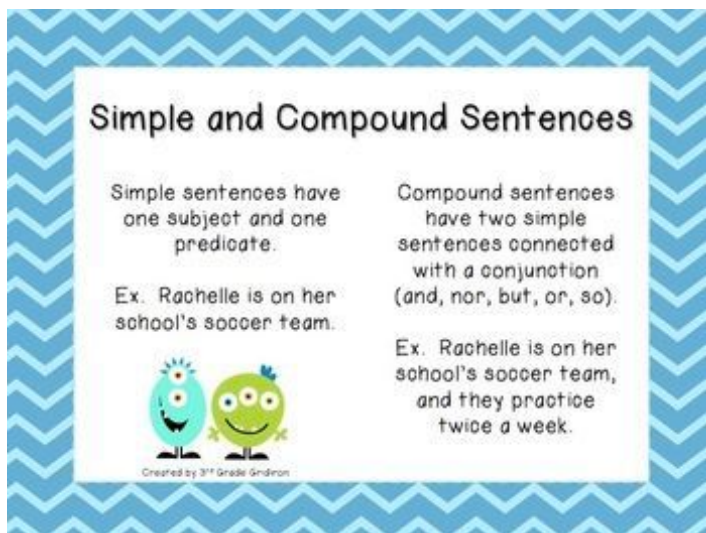 Simple and Compound Sentences
Simple sentences have
one subject and one
predicate.
Ex. Rachelle is on her
school's soccer team.
Compound sentences
have two simple
sentences connected
with a conjunction
(and, nor, but, or, so).
Ex. Rachelle is on her
school's soccer team,
and they practice
twice a week.
Created by 3rd Grade Gridiron